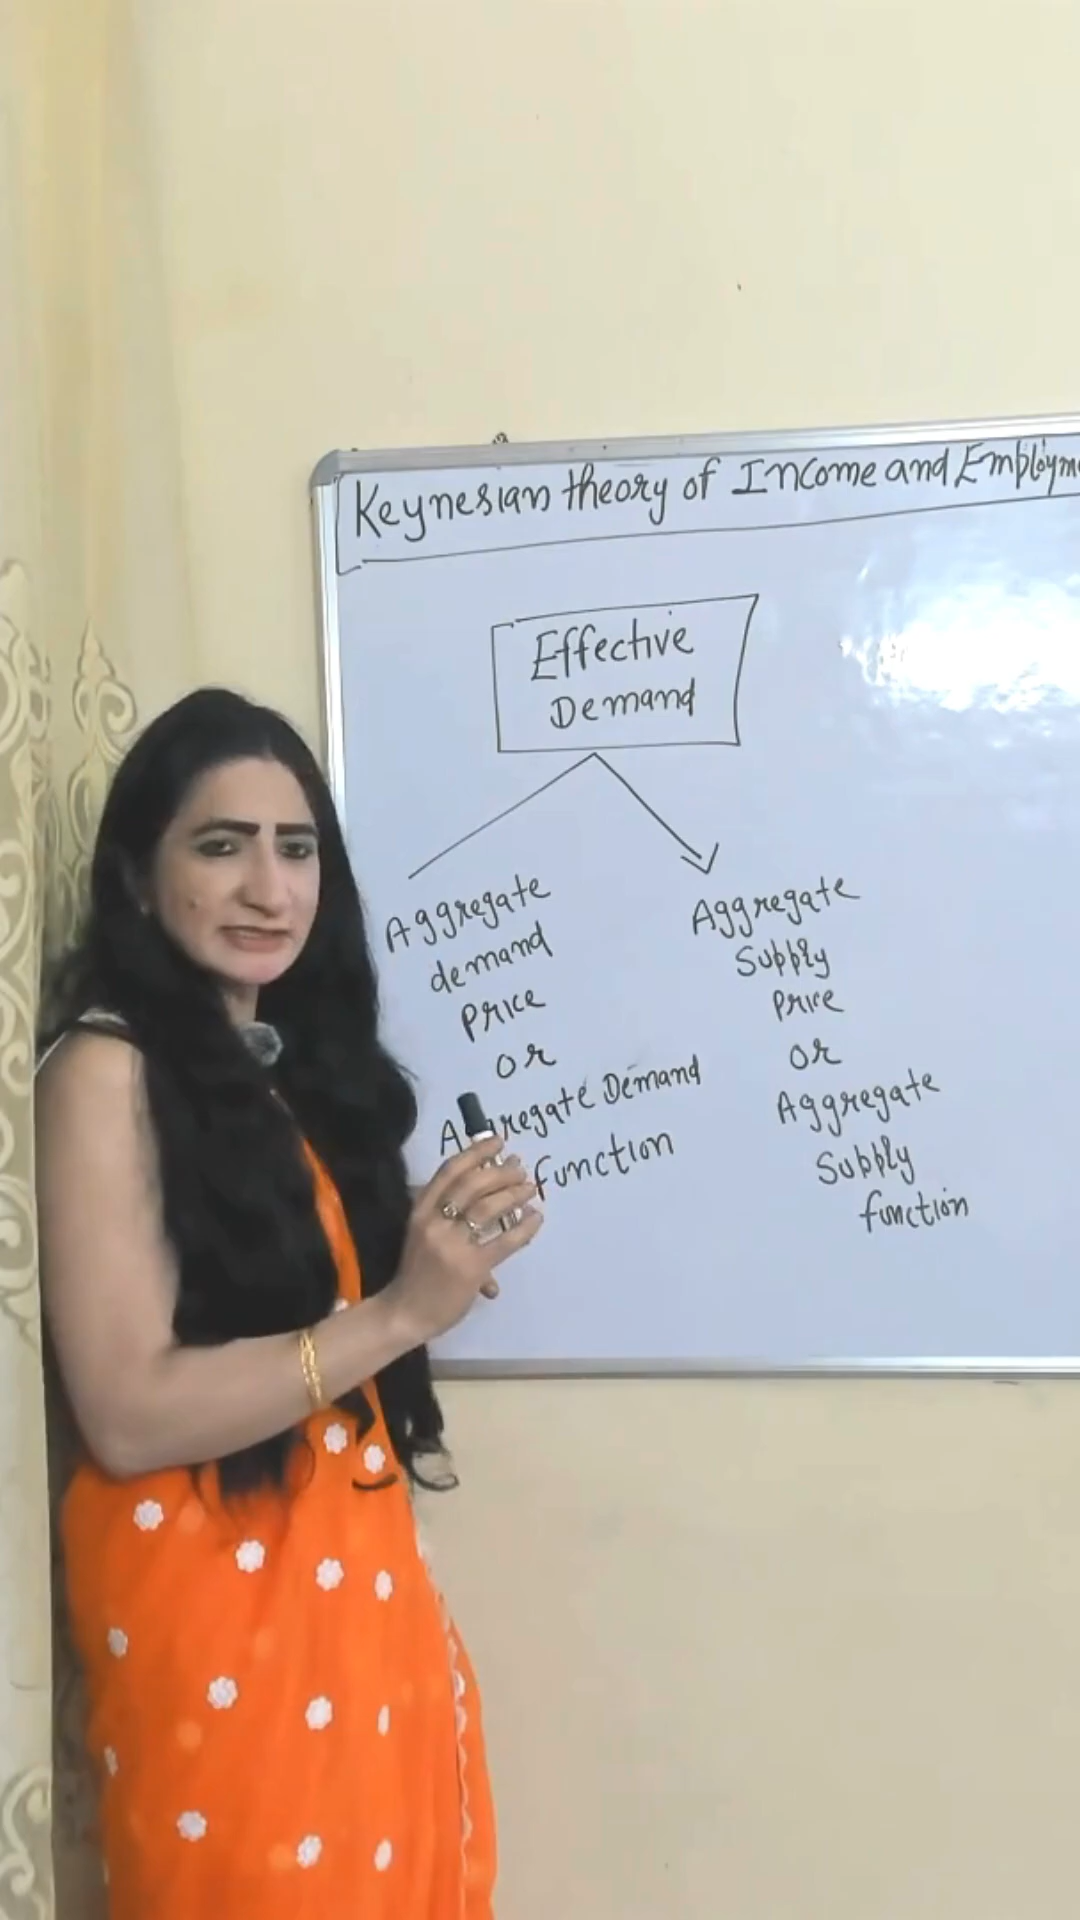 Keynesian theory of Income and Employm
Effective
Demand
Aggregate
demand
Price
or
Aggregate Demand
function
Aggregate
Supply
Price
or
Aggregate
Supply
function